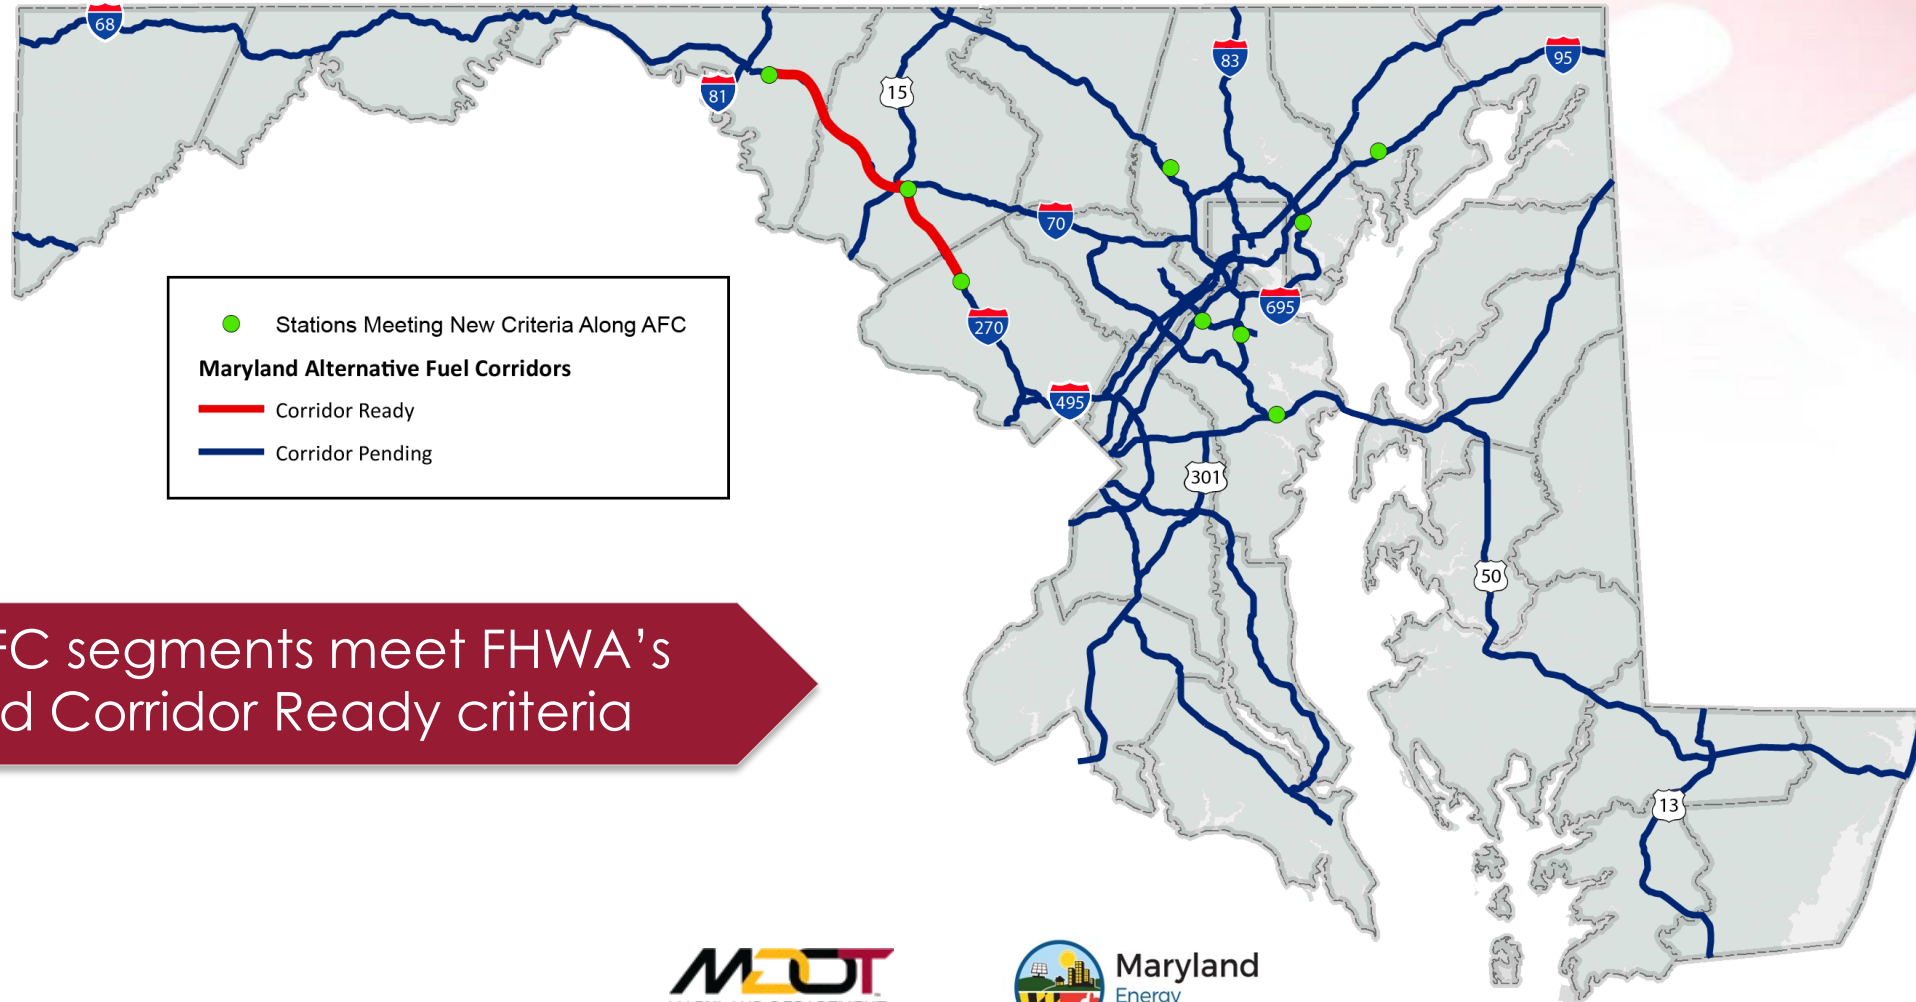 68
81
15
83
95
70
695
270
495
301
50
13
Stations Meeting New Criteria Along AFC
Maryland Alternative Fuel Corridors
Corridor Ready
Corridor Pending
FC segments meet FHWA's
d Corridor Ready criteria
MDOT
Maryland
Energy